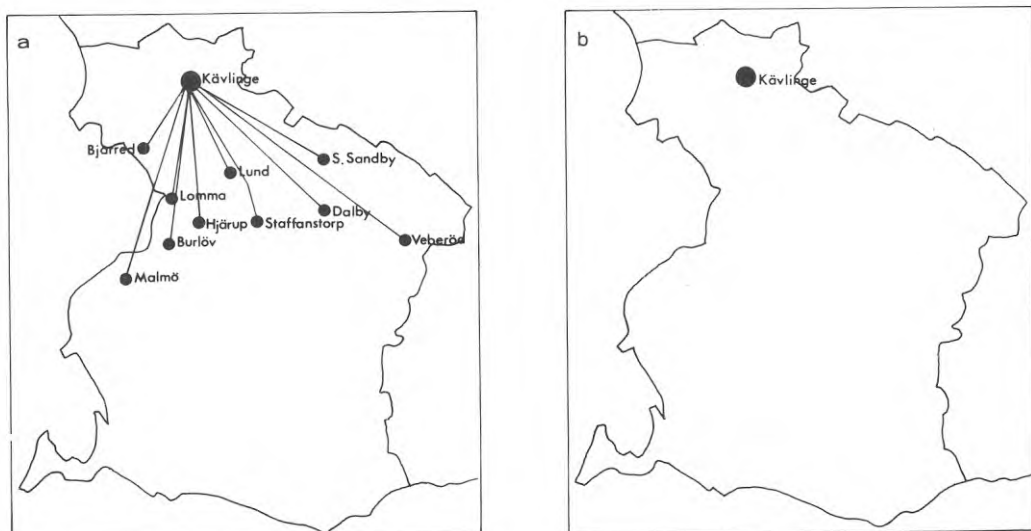 a
Kävlinge
Bjärred
S. Sandby
Lund
Lomma
Dalby
Hjärup
Staffanstorp
Burlöv
Veberöd
Malmö
b
Kävlinge